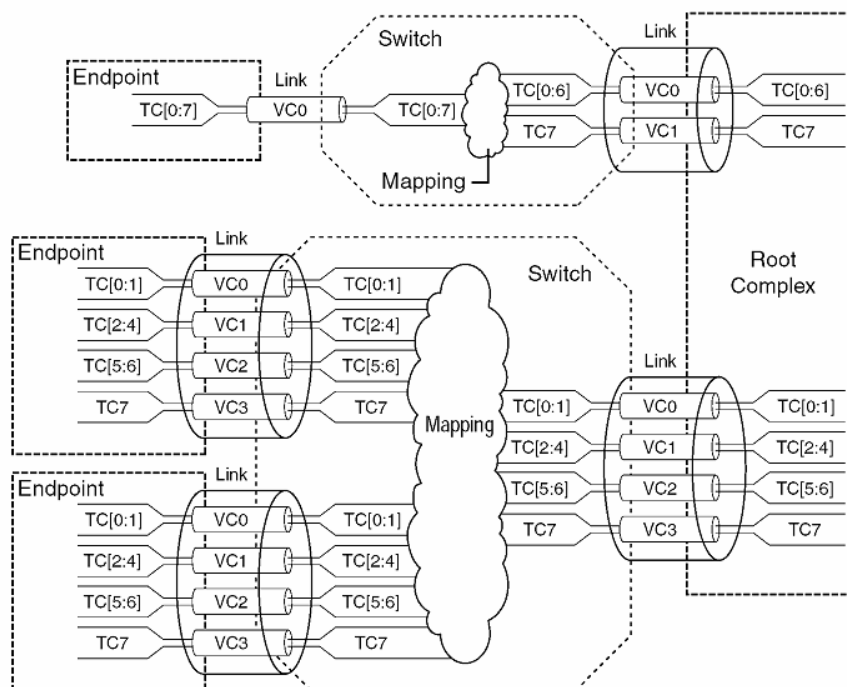 Switch
Link
Endpoint
Link
TC[0:7]
VC0
TC[0:7]
TC[0:6]
VC0
TC[0:6]
TC7
VC1
TC7
Mapping
Endpoint
Link
Switch
Root
Complex
TC[0:1]
VC0
TC[0:1]
TC[2:4]
VC1
TC[2:4]
TC[5:6]
VC2
TC[5:6]
TC7
VC3
TC7
Mapping
Link
TC[0:1]
VC0
TC[0:1]
TC[2:4]
VC1
TC[2:4]
TC[5:6]
VC2
TC[5:6]
TC7
VC3
TC7
Endpoint
Link
TC[0:1]
VC0
TC[0:1]
TC[2:4]
VC1
TC[2:4]
TC[5:6]
VC2
TC[5:6]
TC7
VC3
TC7